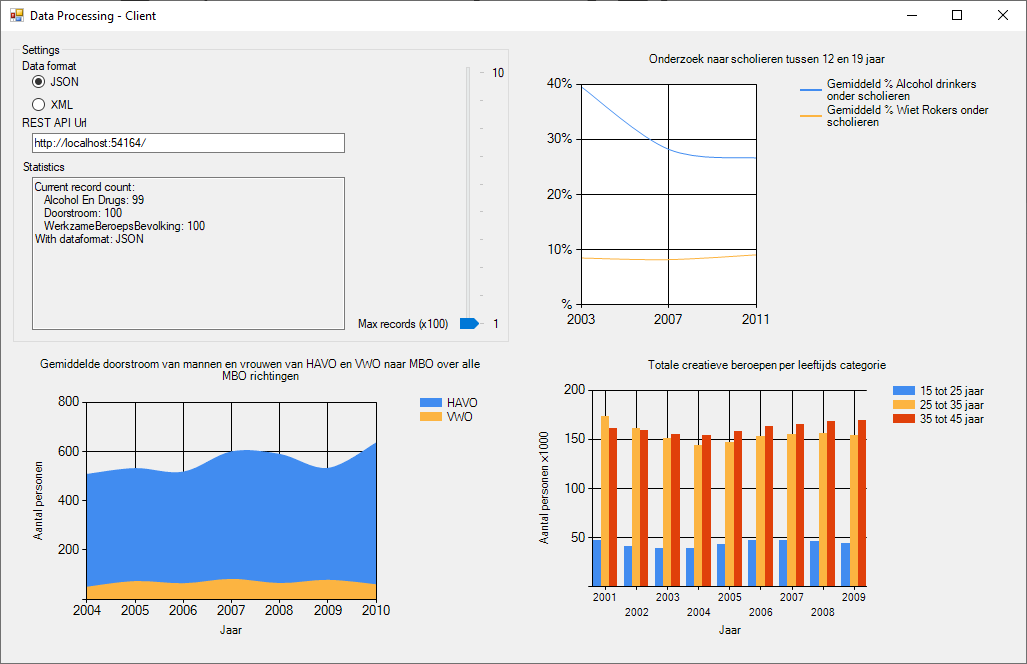 Data Processing - Client
Settings
Data format
JSON
XML
REST API Url
http://localhost:54164/
Statistics
Current record count:
Alcohol En Drugs: 99
Doorstroom: 100
WerkzameBeroepsBevolking: 100
With dataformat: JSON
10
Max records (x100)
1
Onderzoek naar scholieren tussen 12 en 19 jaar
40%
30%
20%
10%
%
2003 2007 2011
Gemiddeld % Alcohol drinkers
onder scholieren
Gemiddeld % Wiet Rokers onder
scholieren
Gemiddelde doorstroom van mannen en vrouwen van HAVO en VWO naar MBO over alle
MBO richtingen
800
600
400
200
Aantal personen
2004 2005 2006 2007 2008 2009 2010
Jaar
HAVO
VWO
Totale creatieve beroepen per leeftijds categorie
200
150
100
50
Aantal personen x1000
2001 2003 2005 2007 2009
2002 2004 2006 2008
Jaar
15 tot 25 jaar
25 tot 35 jaar
35 tot 45 jaar